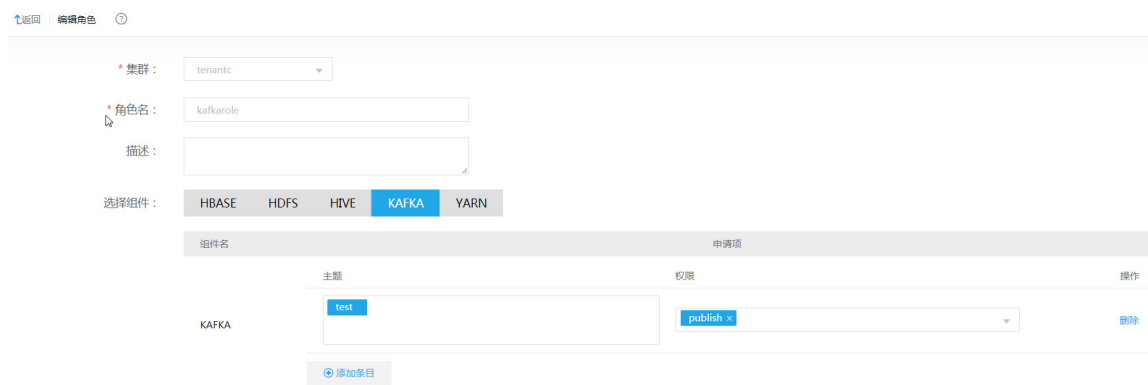 返回 编辑角色 ?
* 集群： tenantc
* 角色名： kafkarole
描述：
选择组件： HBASE HDFS HIVE KAFKA YARN
组件名 申请项
主题 权限 操作
KAFKA test publish × 删除
添加条目